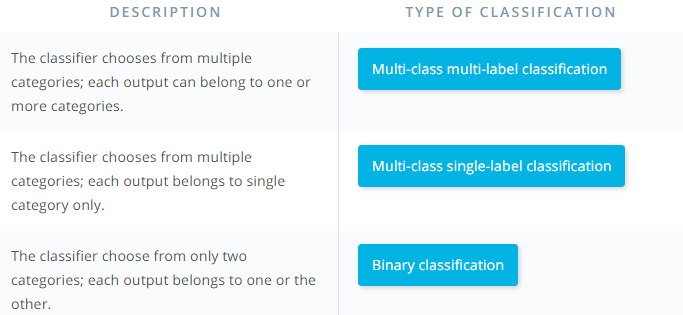 DESCRIPTION
TYPE OF CLASSIFICATION
The classifier chooses from multiple
categories; each output can belong to one or
more categories.
Multi-class multi-label classification
The classifier chooses from multiple
categories; each output belongs to single
category only.
Multi-class single-label classification
The classifier choose from only two
categories; each output belongs to one or the
other.
Binary classification